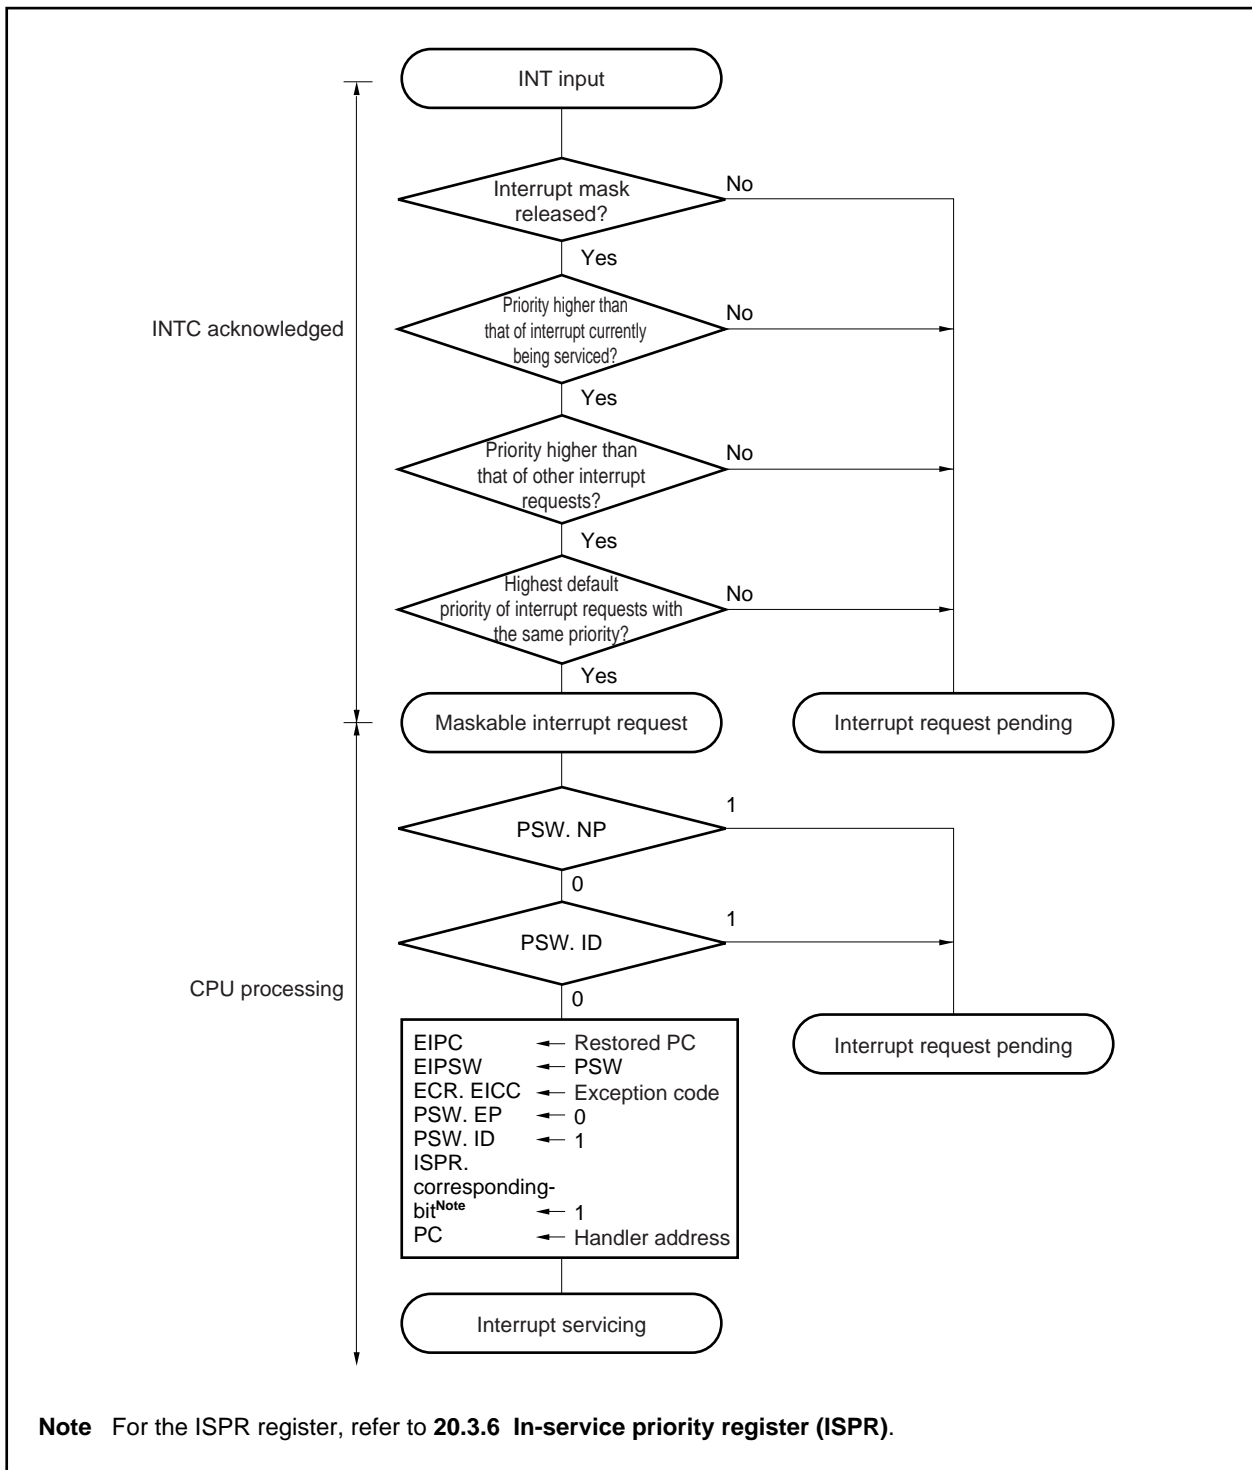 INT input
Interrupt mask
released?
No
Yes
Priority higher than
that of interrupt currently
being serviced?
No
INTC acknowledged
Yes
Priority higher than
that of other interrupt
requests?
No
Yes
Highest default
priority of interrupt requests with
the same priority?
No
Yes
Maskable interrupt request
Interrupt request pending
PSW. NP
1
0
PSW. ID
1
CPU processing
0
EIPC Restored PC
EIPSW PSW
ECR. EICC Exception code
PSW. EP 0
PSW. ID 1
ISPR.
corresponding-
bitNote 1
PC Handler address
Interrupt request pending
Interrupt servicing
Note For the ISPR register, refer to 20.3.6 In-service priority register (ISPR).